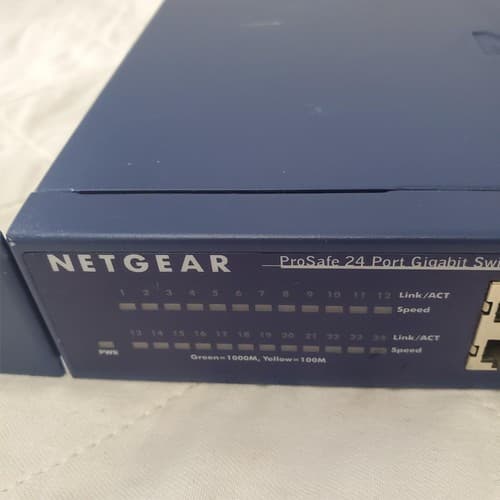 NETGEAR
ProSafe 24 Port Gigabit Swi
1 2 3 4 5 6 7 8 9 10 11 12 Link/ACT
Speed
13 14 15 16 17 18 19 20 21 22 23 24 Link/ACT
PWR Speed
Green=1000M, Yellow=100M